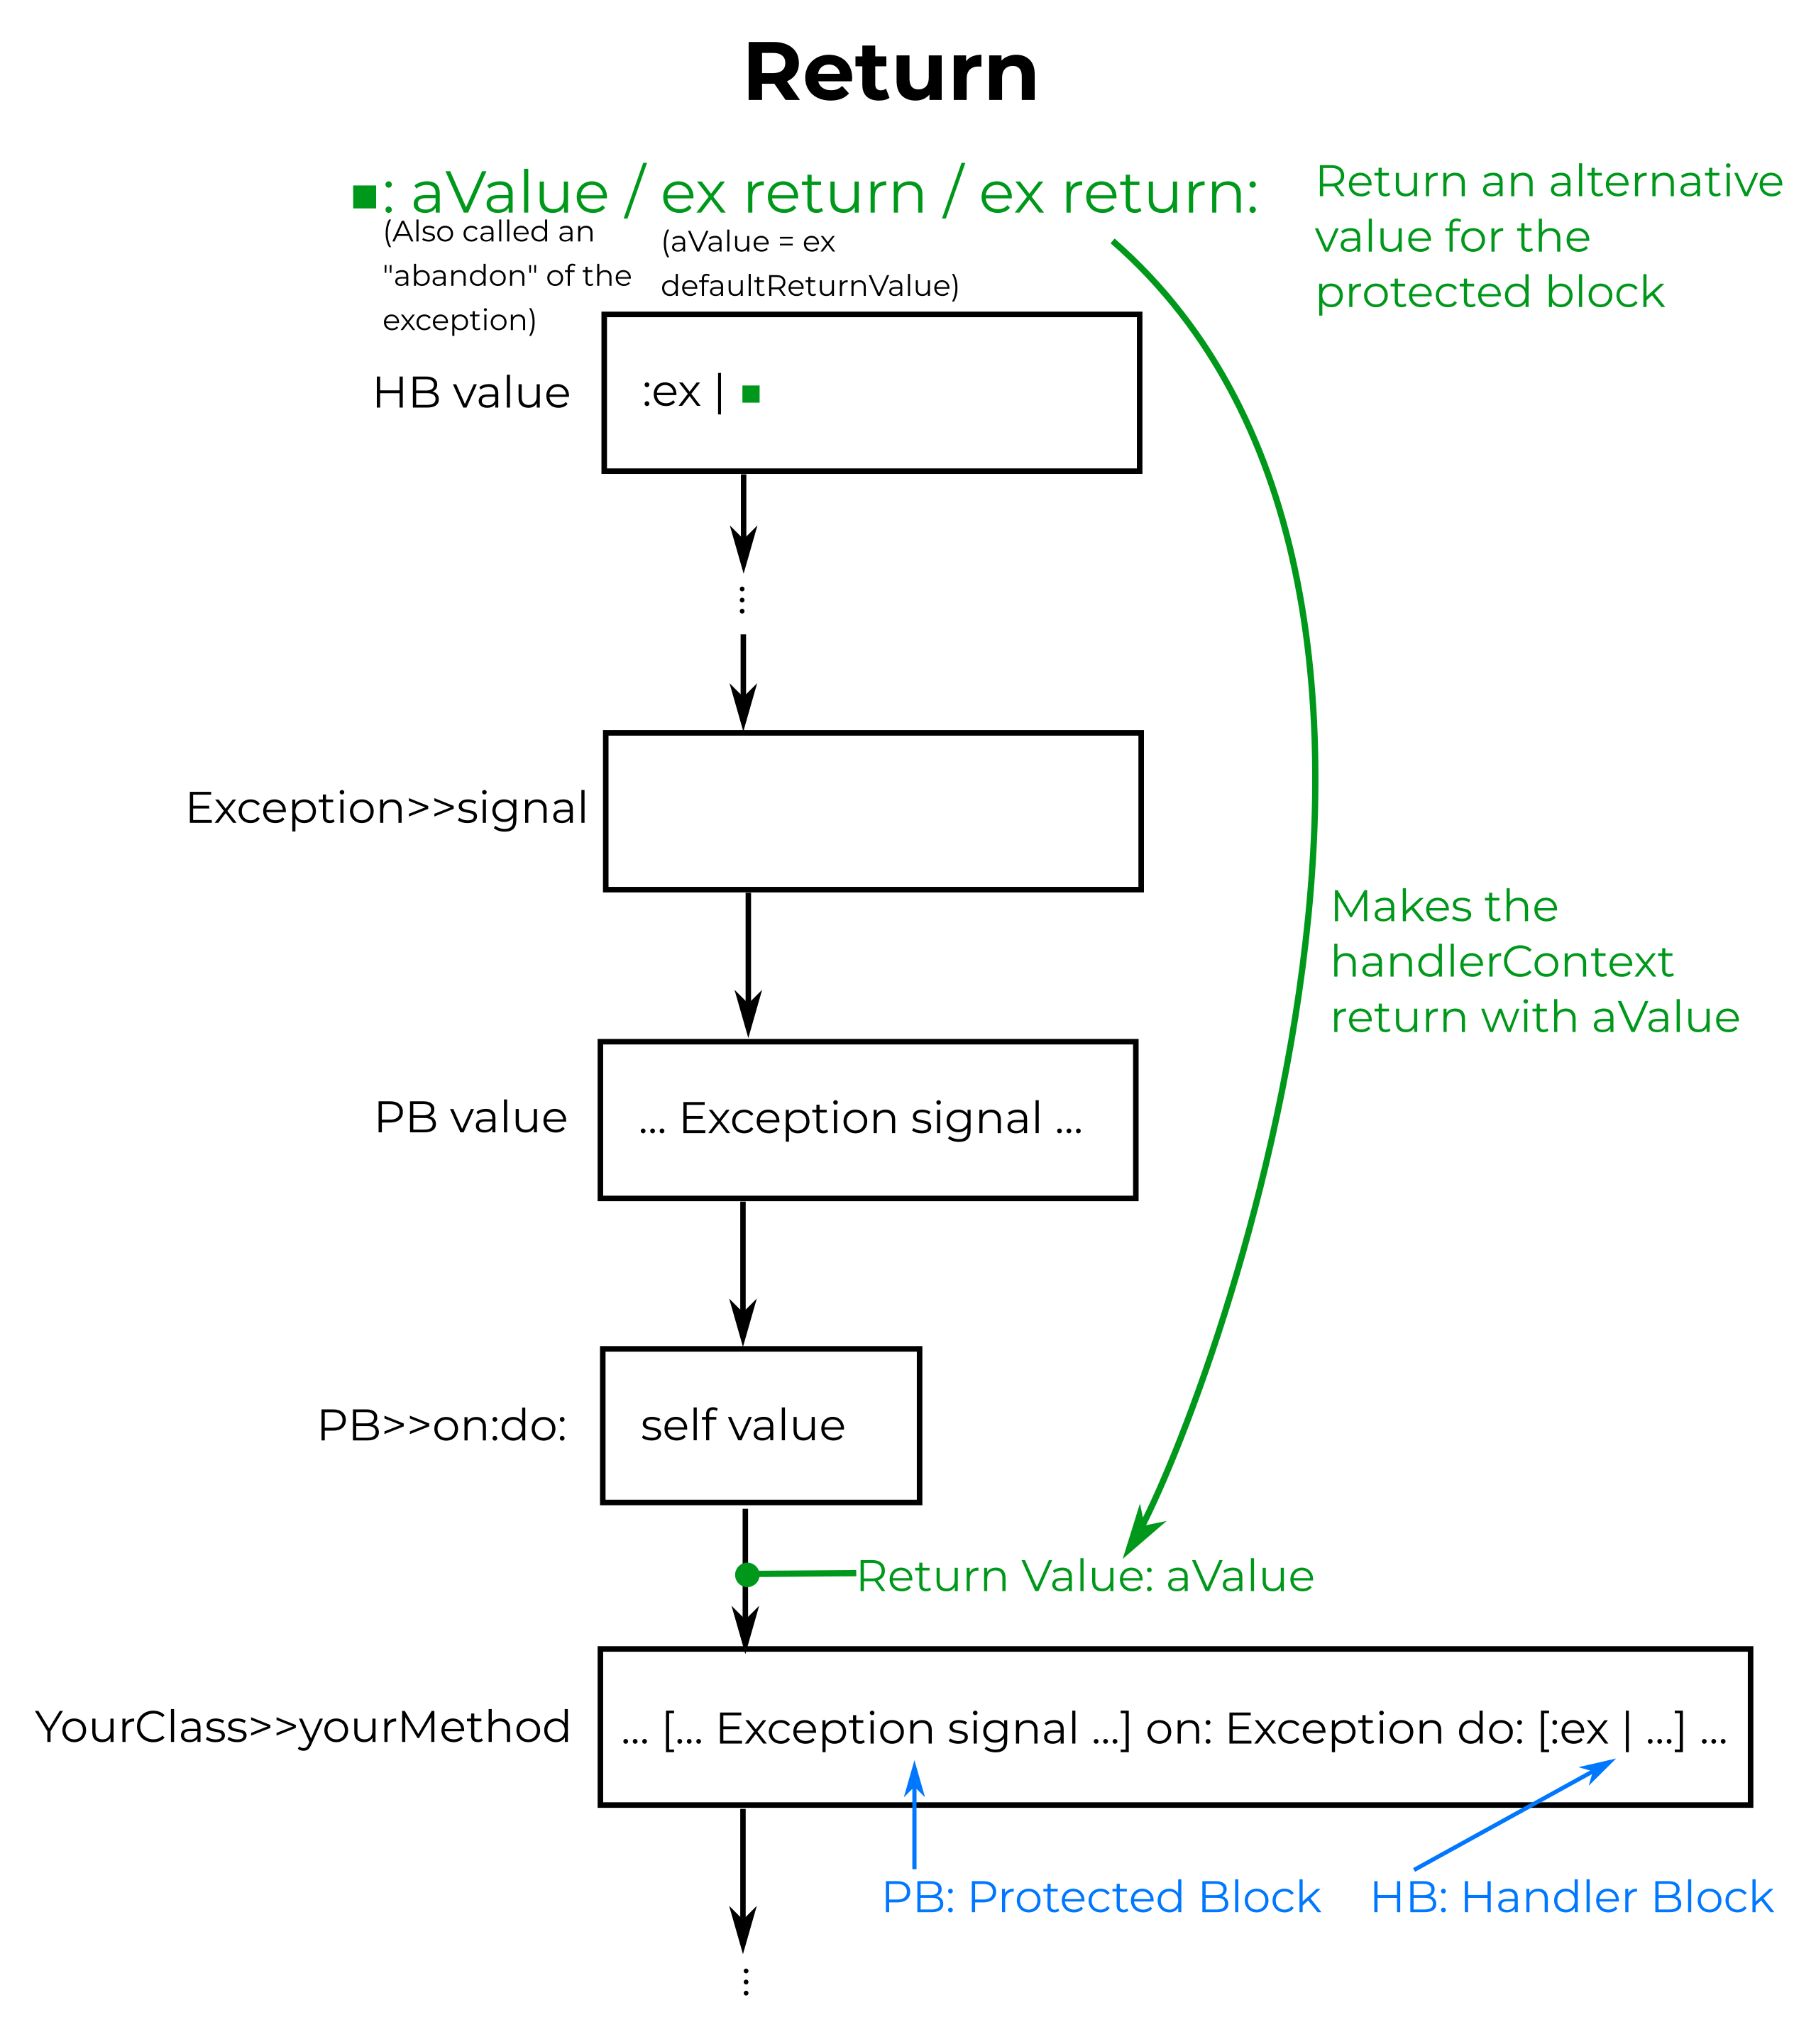 Return
■: aValue / ex return / ex return:
(Also called an
"abandon" of the
exception)
(aValue = ex
defaultReturnValue)
Return an alternative
value for the
protected block
HB value
:ex | ■
...
Exception>>signal
Makes the
handlerContext
return with aValue
PB value
... Exception signal ...
PB>>on:do:
self value
Return Value: aValue
YourClass>>yourMethod
... [... Exception signal ...] on: Exception do: [:ex | ...] ...
PB: Protected Block
HB: Handler Block
...